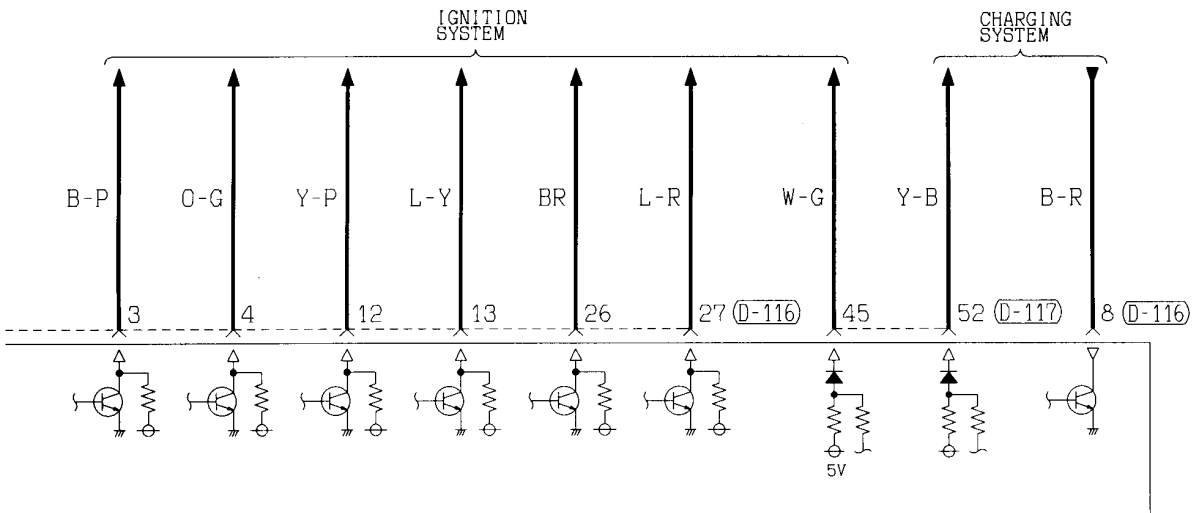 IGNITION
SYSTEM
CHARGING
SYSTEM
B-P O-G Y-P L-Y BR L-R W-G Y-B B-R
3 4 12 13 26 27 D-116 45 52 D-117 8 D-116
5V